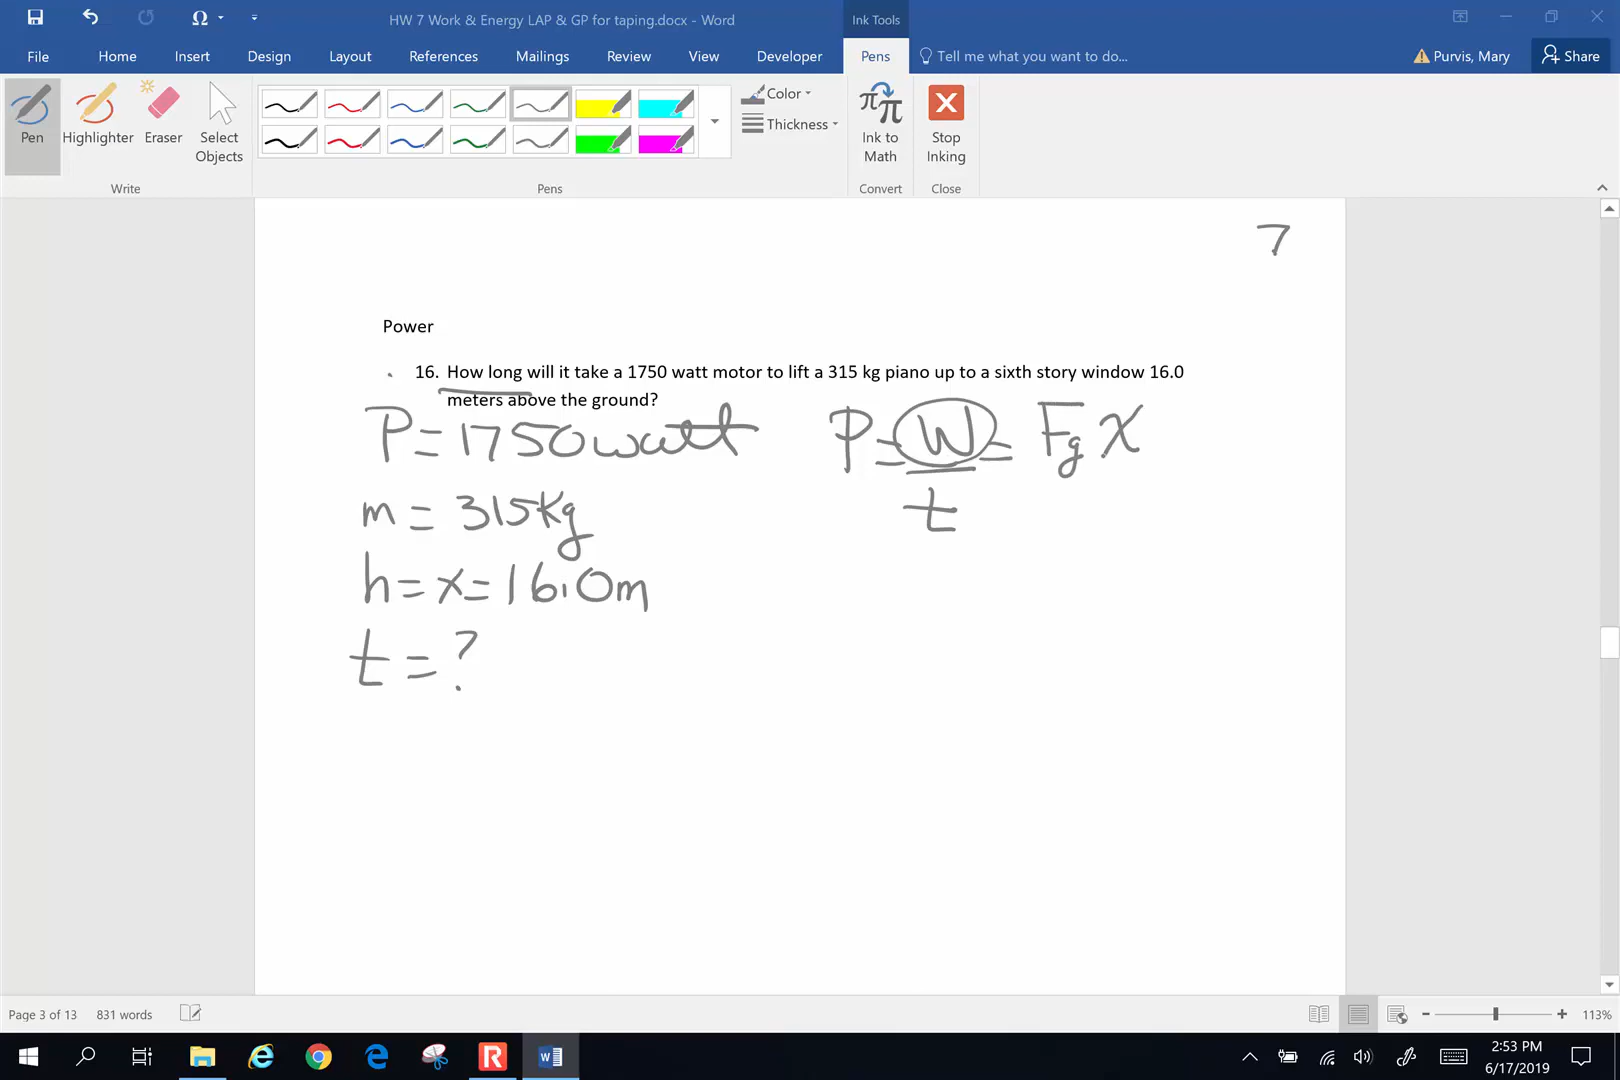 HW 7 Work & Energy LAP & GP for taping.docx - Word
Ink Tools
File Home Insert Design Layout References Mailings Review View Developer Pens Tell me what you want to do... Purvis, Mary Share
Pen Highlighter Eraser Select Objects
Color
Thickness
Ink to Math
Stop Inking
Write Pens Convert Close
7
Power
16. How long will it take a 1750 watt motor to lift a 315 kg piano up to a sixth story window 16.0
meters above the ground?
P = 1750 watt
P = W = Fg x
t
m = 315 kg
h = x = 16.0 m
t = ?
Page 3 of 13 831 words 113%
2:53 PM
6/17/2019